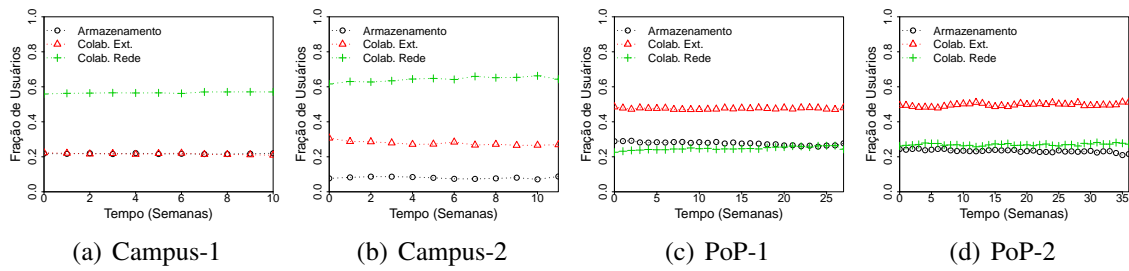 Fração de Usuários
0.0 0.2 0.4 0.6 0.8 1.0
Armazenamento
Colab. Ext.
Colab. Rede
0 2 4 6 8 10
Tempo (Semanas)
(a) Campus-1
Fração de Usuários
0.0 0.2 0.4 0.6 0.8 1.0
Armazenamento
Colab. Ext.
Colab. Rede
0 2 4 6 8 10
Tempo (Semanas)
(b) Campus-2
Fração de Usuários
0.0 0.2 0.4 0.6 0.8 1.0
Armazenamento
Colab. Ext.
Colab. Rede
0 5 10 15 20 25
Tempo (Semanas)
(c) PoP-1
Fração de Usuários
0.0 0.2 0.4 0.6 0.8 1.0
Armazenamento
Colab. Ext.
Colab. Rede
0 5 10 15 20 25 30 35
Tempo (Semanas)
(d) PoP-2